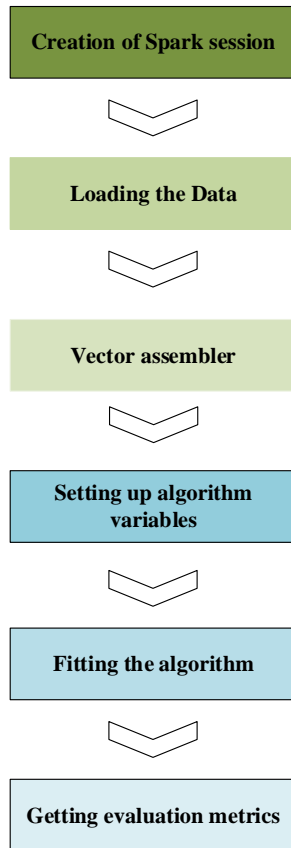 Creation of Spark session
Loading the Data
Vector assembler
Setting up algorithm
variables
Fitting the algorithm
Getting evaluation metrics